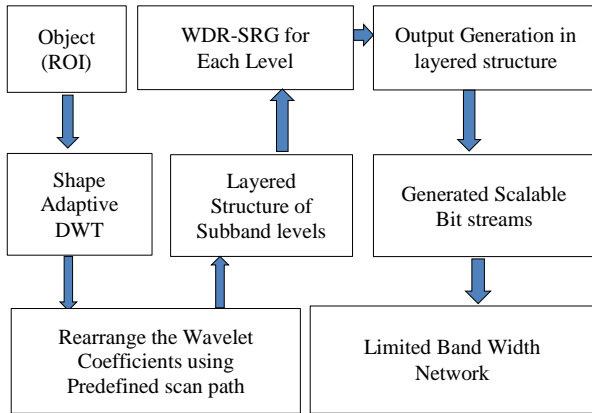 Object
(ROI)
WDR-SRG for
Each Level
Output Generation in
layered structure
Shape
Adaptive
DWT
Layered
Structure of
Subband levels
Generated Scalable
Bit streams
Rearrange the Wavelet
Coefficients using
Predefined scan path
Limited Band Width
Network